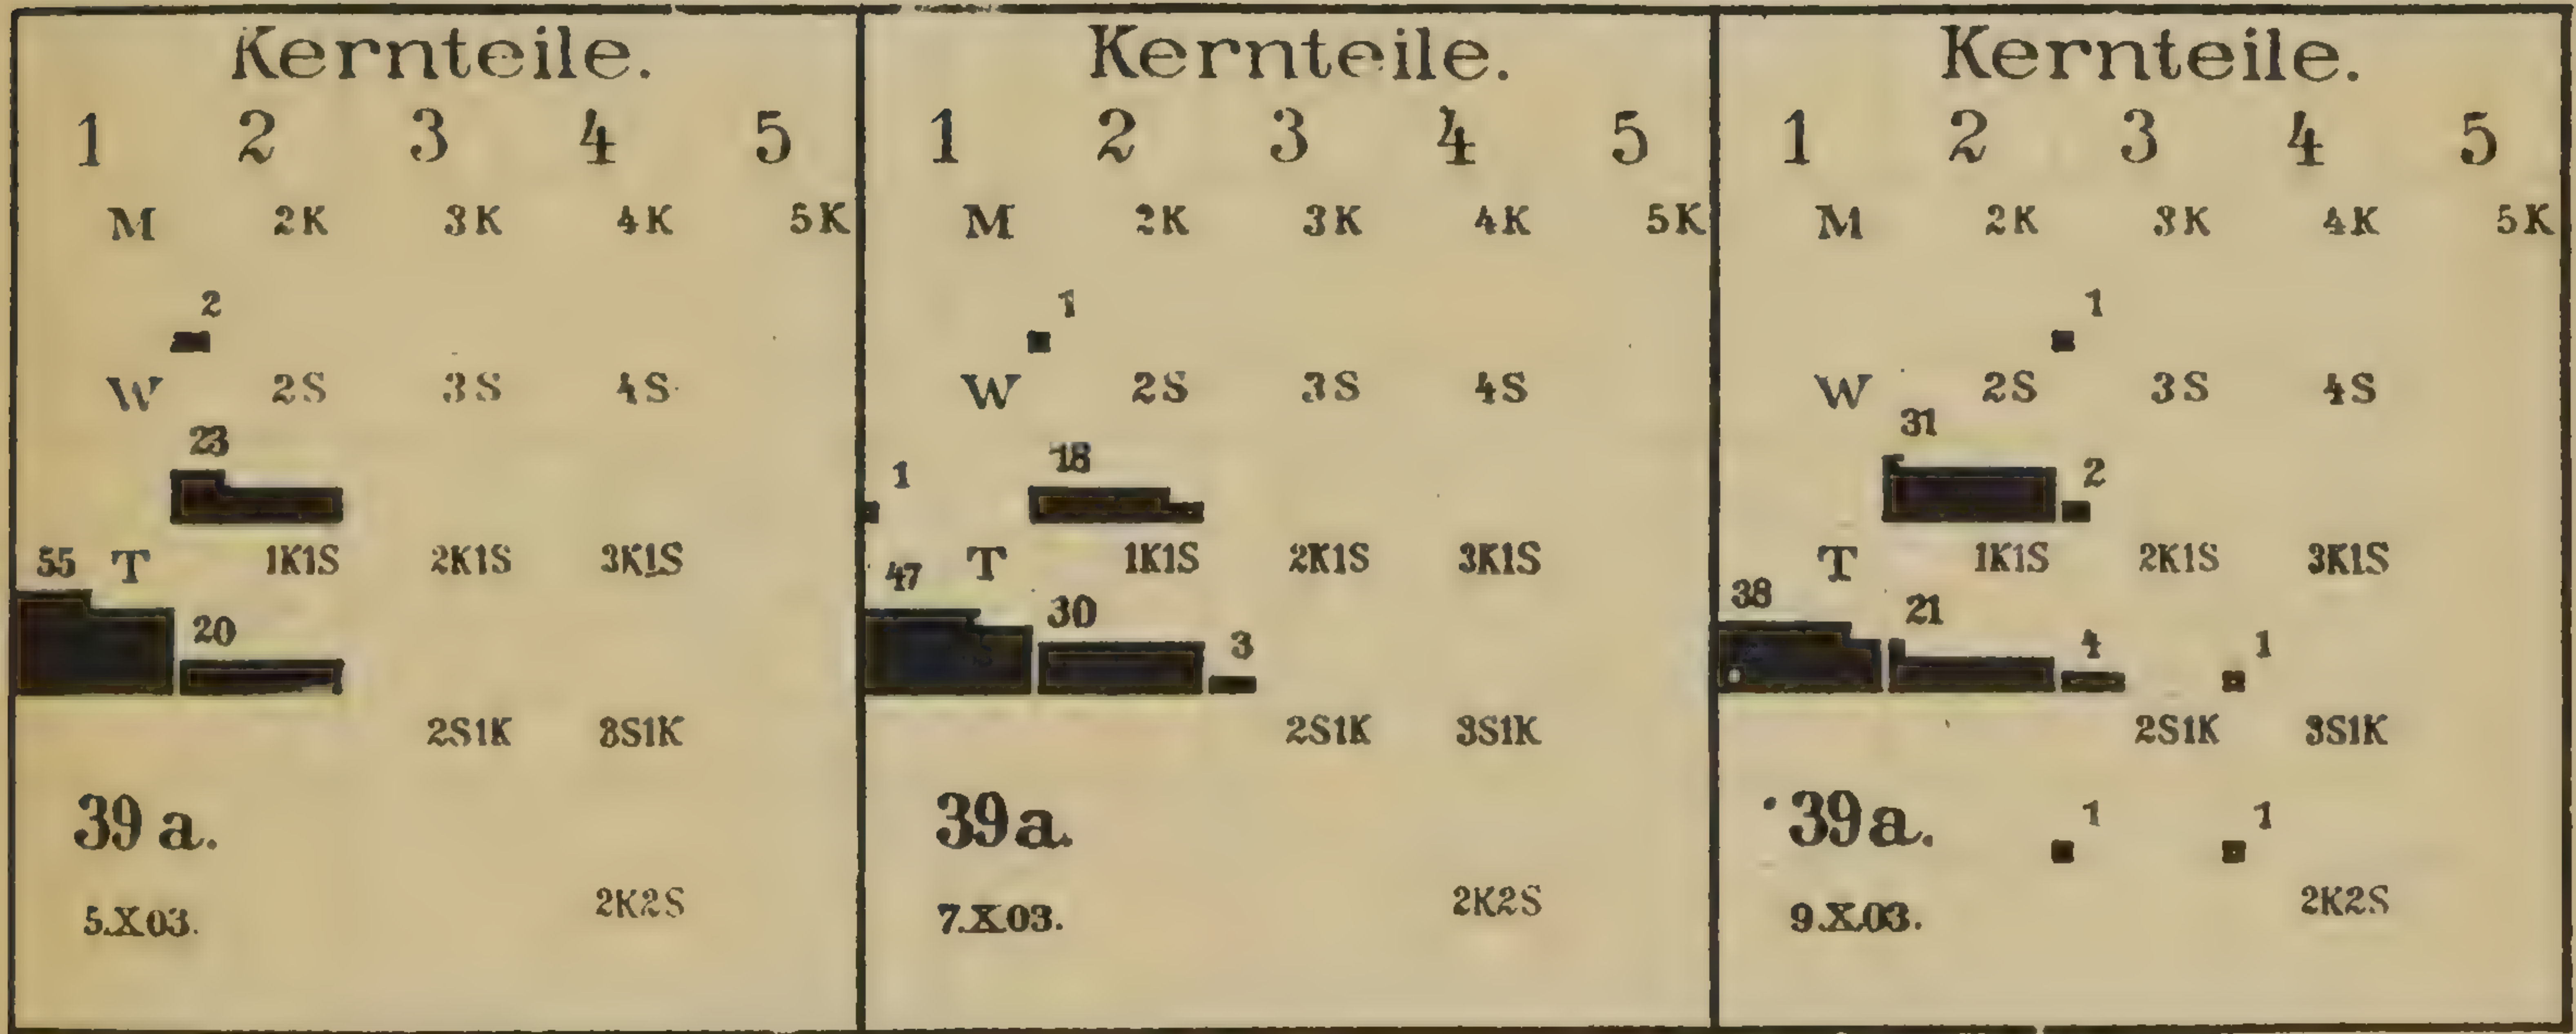 Kernteile.
1 2 3 4 5
M 2K 3K 4K 5K
2
W 2S 3S 4S
23
55 T 1K1S 2K1S 3K1S
20
2S1K 3S1K
39 a.
2K2S
5.X03.
Kernteile.
1 2 3 4 5
M 2K 3K 4K 5K
1
W 2S 3S 4S
18
1
47 T 1K1S 2K1S 3K1S
30
3
2S1K 3S1K
39a.
2K2S
7.X03.
Kernteile.
1 2 3 4 5
M 2K 3K 4K 5K
1
W 2S 3S 4S
31
2
T 1K1S 2K1S 3K1S
38
21
4 1
2S1K 3S1K
39a. 1 1
2K2S
9.X.03.